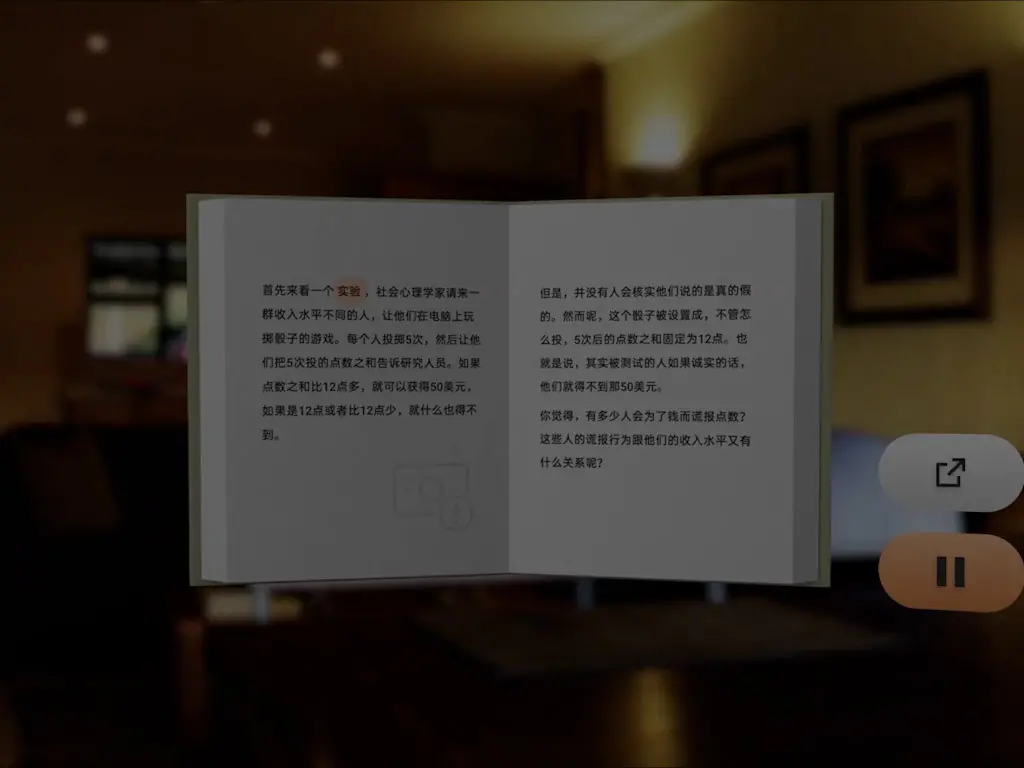 首先来看一个 实验 ，社会心理学家请来一
群收入水平不同的人，让他们在电脑上玩
掷骰子的游戏。每个人投掷5次，然后让他
们把5次投的点数之和告诉研究人员。如果
点数之和比12点多，就可以获得50美元，
如果是12点或者比12点少，就什么也得不
到。
但是，并没有人会核实他们说的是真的假
的。然而呢，这个骰子被设置成，不管怎
么投，5次后的点数之和固定为12点。也
就是说，其实被测试的人如果诚实的话，
他们就得不到那50美元。
你觉得，有多少人会为了钱而谎报点数？
这些人的谎报行为跟他们的收入水平又有
什么关系呢？